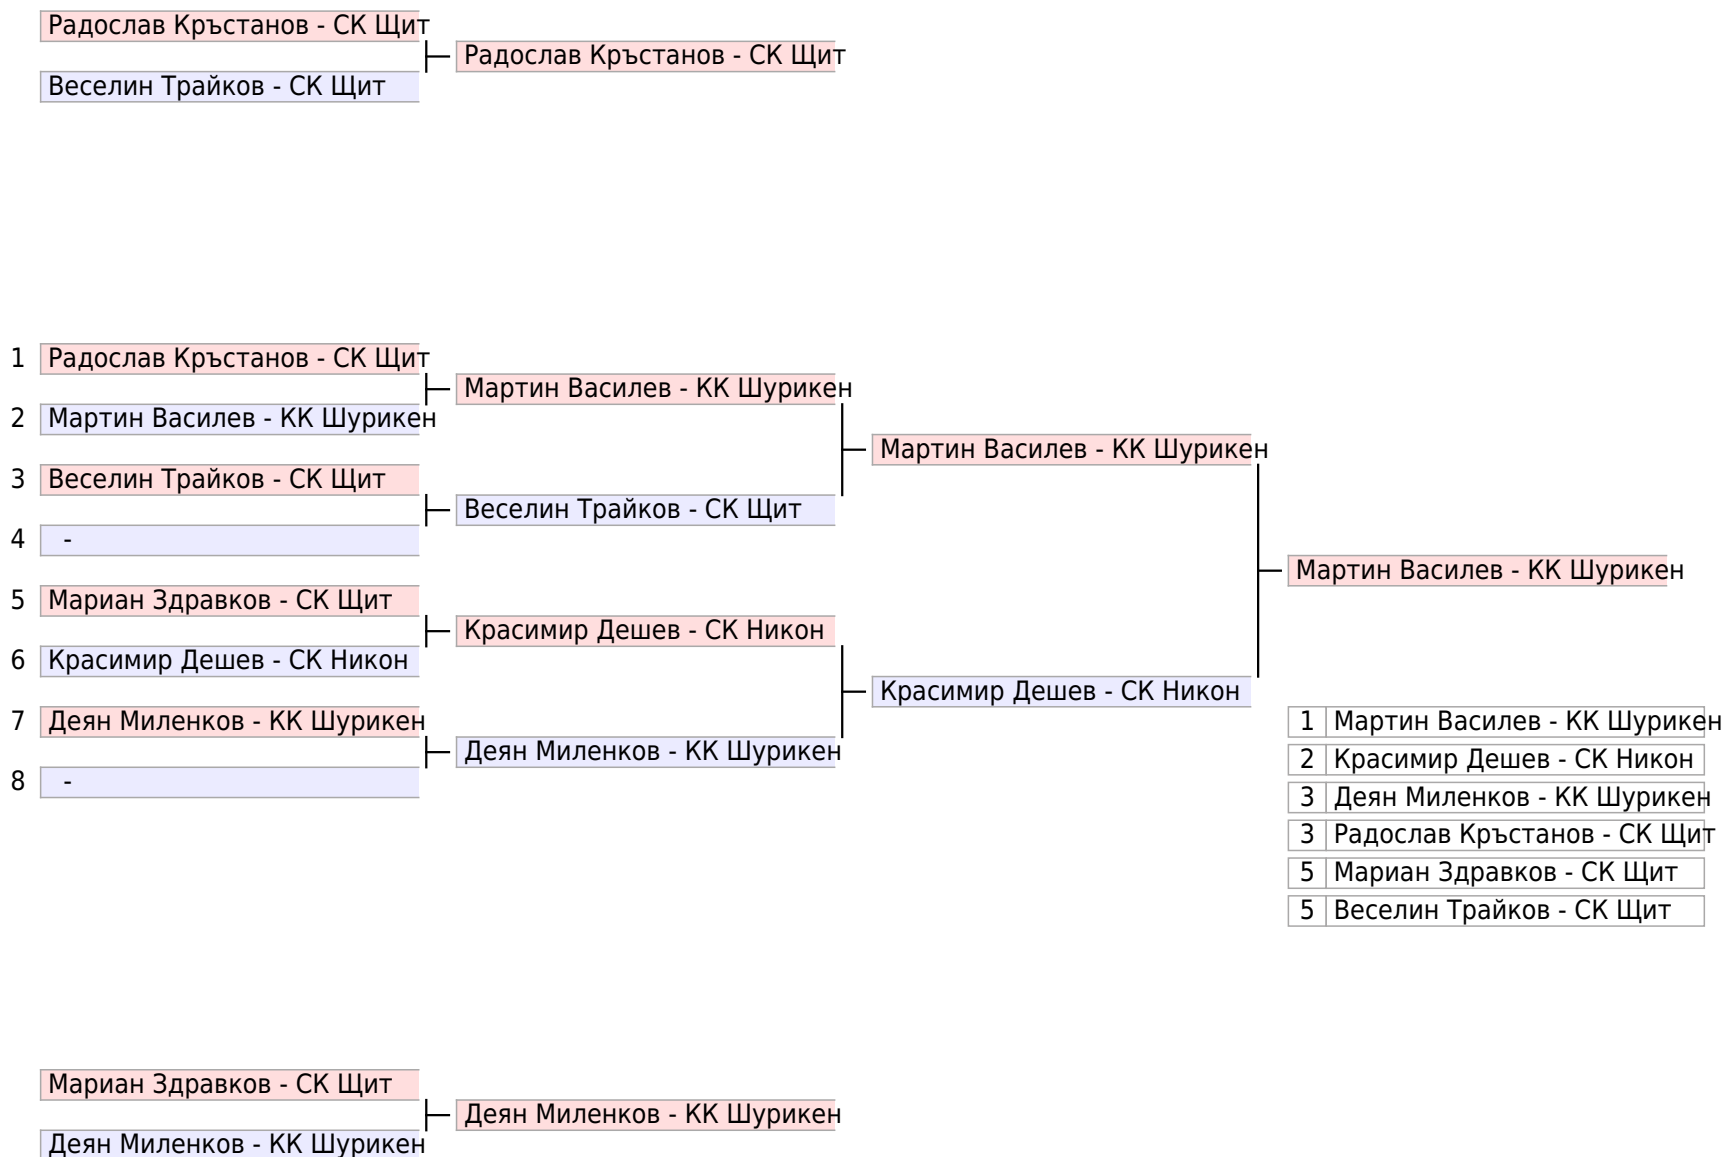 Радослав Кръстанов - СК Щит
Радослав Кръстанов - СК Щит
Веселин Трайков - СК Щит
1 Радослав Кръстанов - СК Щит
Мартин Василев - КК Шурикен
2 Мартин Василев - КК Шурикен
Мартин Василев - КК Шурикен
3 Веселин Трайков - СК Щит
Веселин Трайков - СК Щит
4 -
Мартин Василев - КК Шурикен
5 Мариан Здравков - СК Щит
Красимир Дешев - СК Никон
6 Красимир Дешев - СК Никон
Красимир Дешев - СК Никон
7 Деян Миленков - КК Шурикен
Деян Миленков - КК Шурикен
8 -
1 Мартин Василев - КК Шурикен
2 Красимир Дешев - СК Никон
3 Деян Миленков - КК Шурикен
3 Радослав Кръстанов - СК Щит
5 Мариан Здравков - СК Щит
5 Веселин Трайков - СК Щит
Мариан Здравков - СК Щит
Деян Миленков - КК Шурикен
Деян Миленков - КК Шурикен